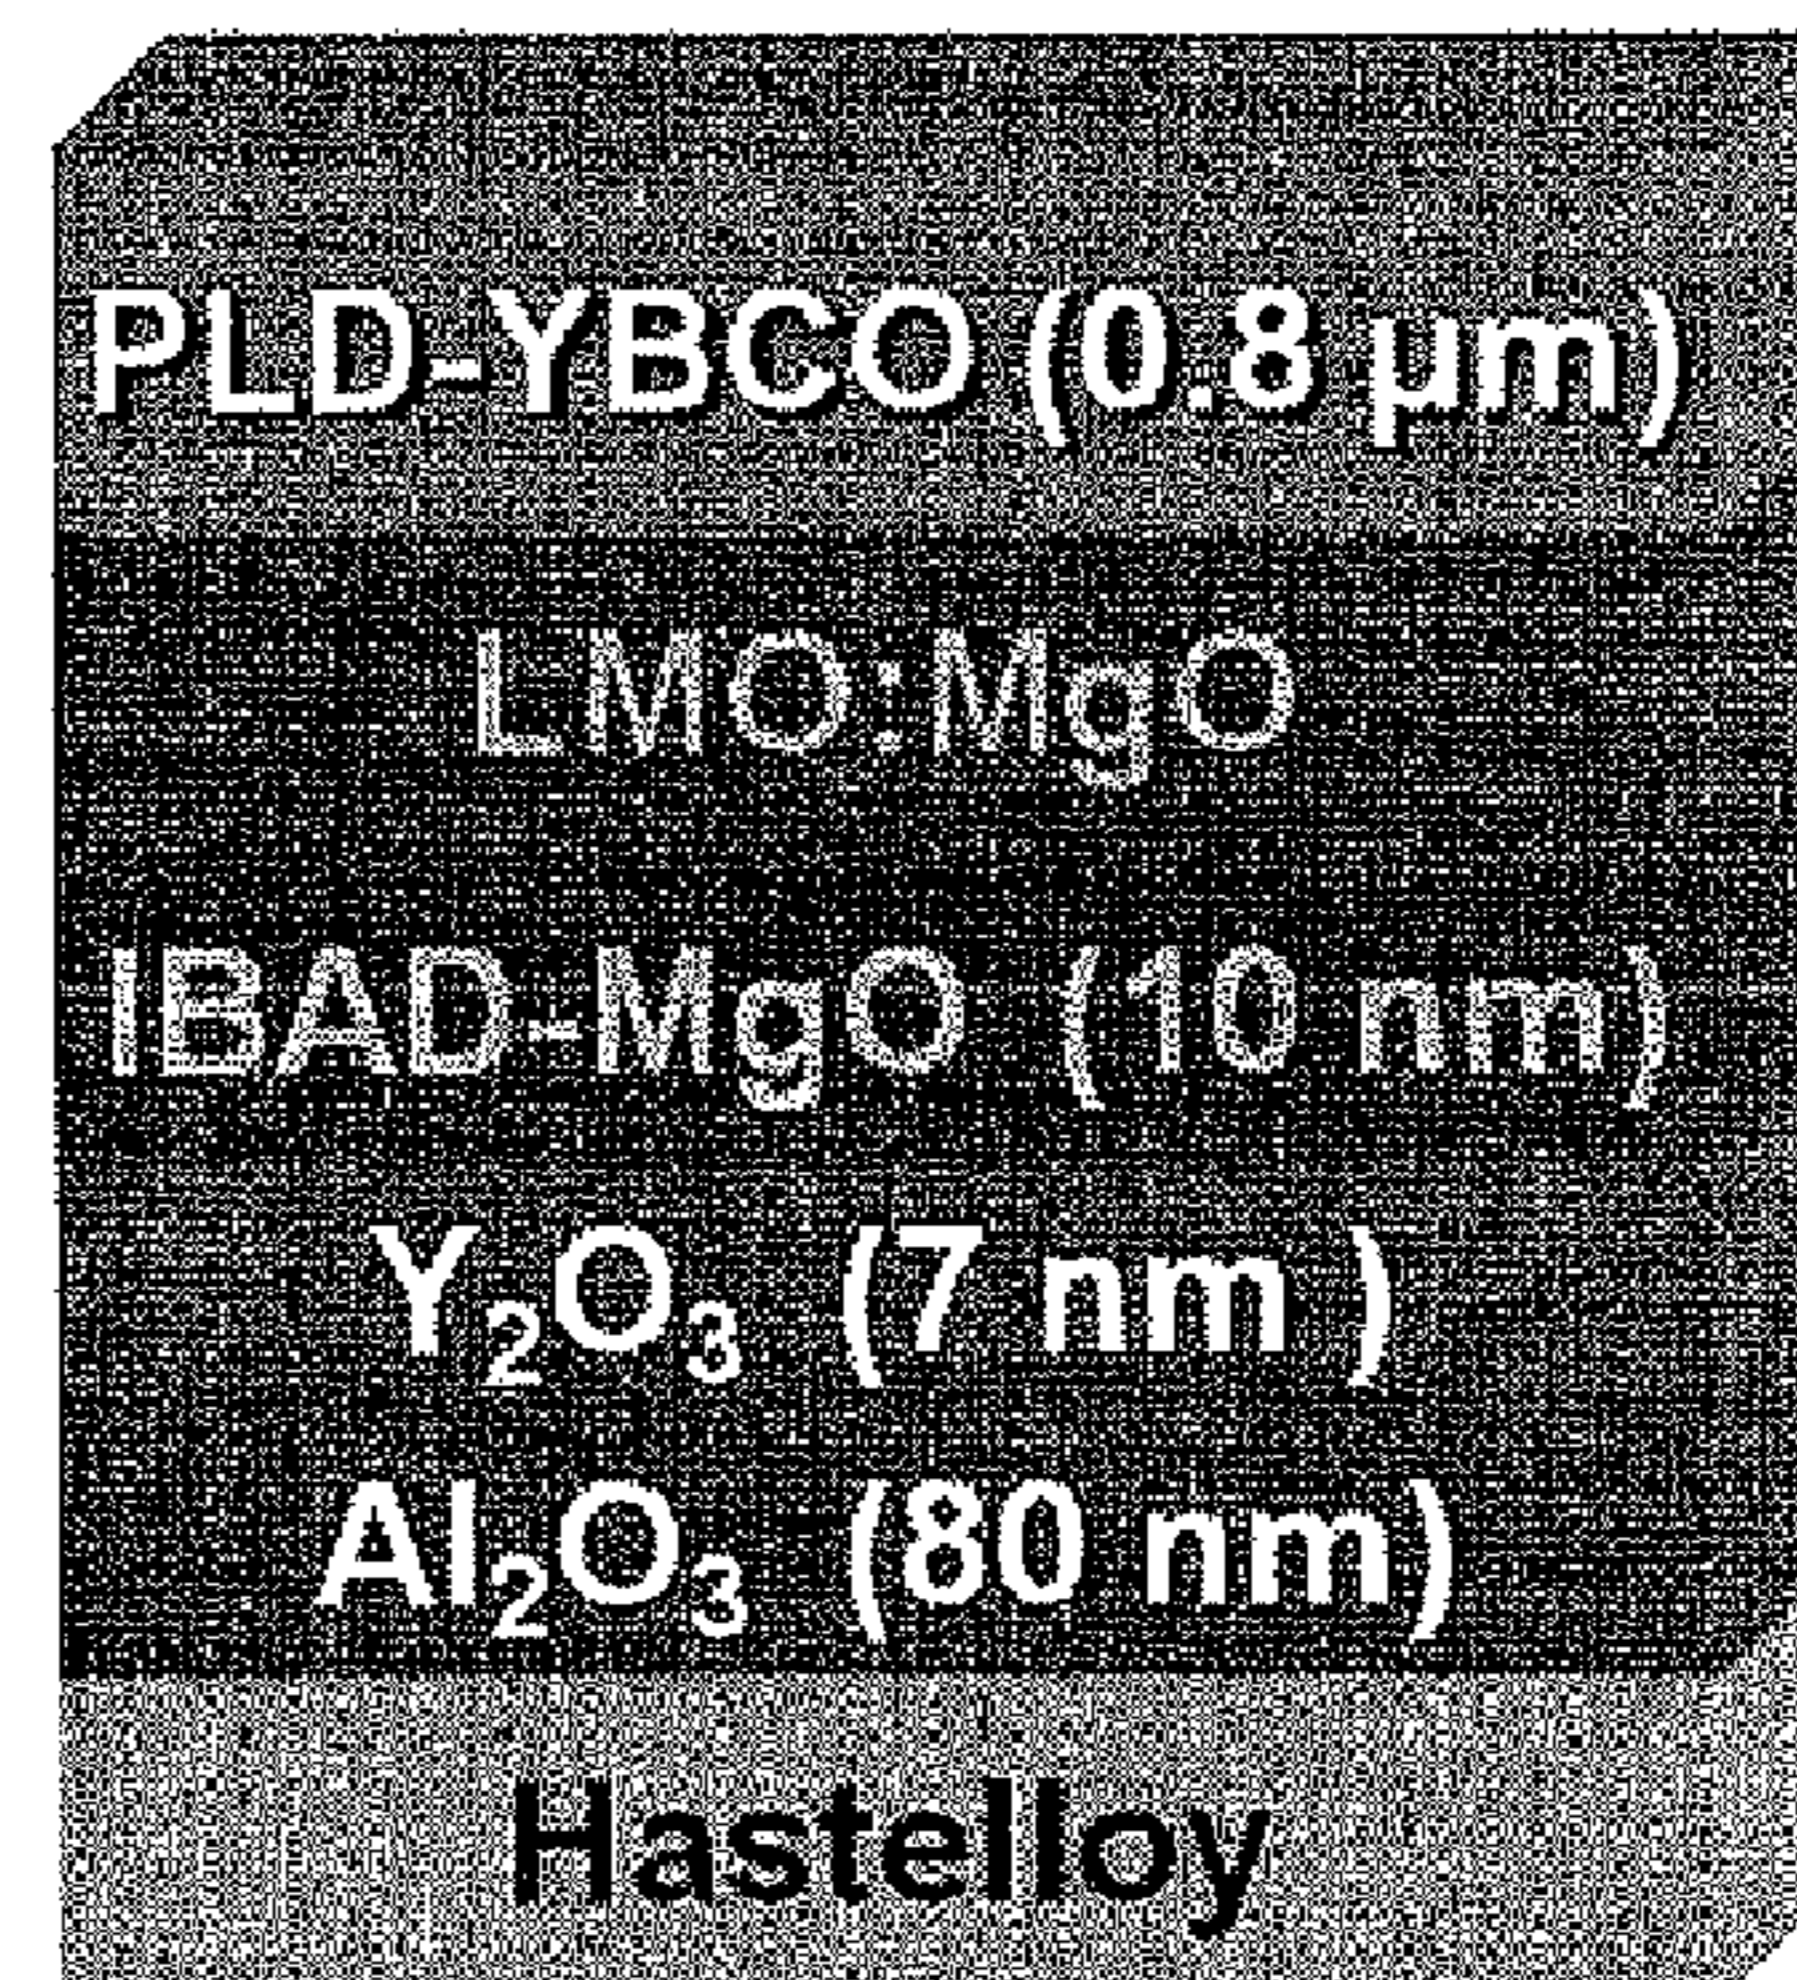 PLD-YBCO (0.8 µm)
LMO:MgO
IBAD-MgO (10 nm)
Y₂O₃ (7 nm )
Al₂O₃ (80 nm)
Hastelloy